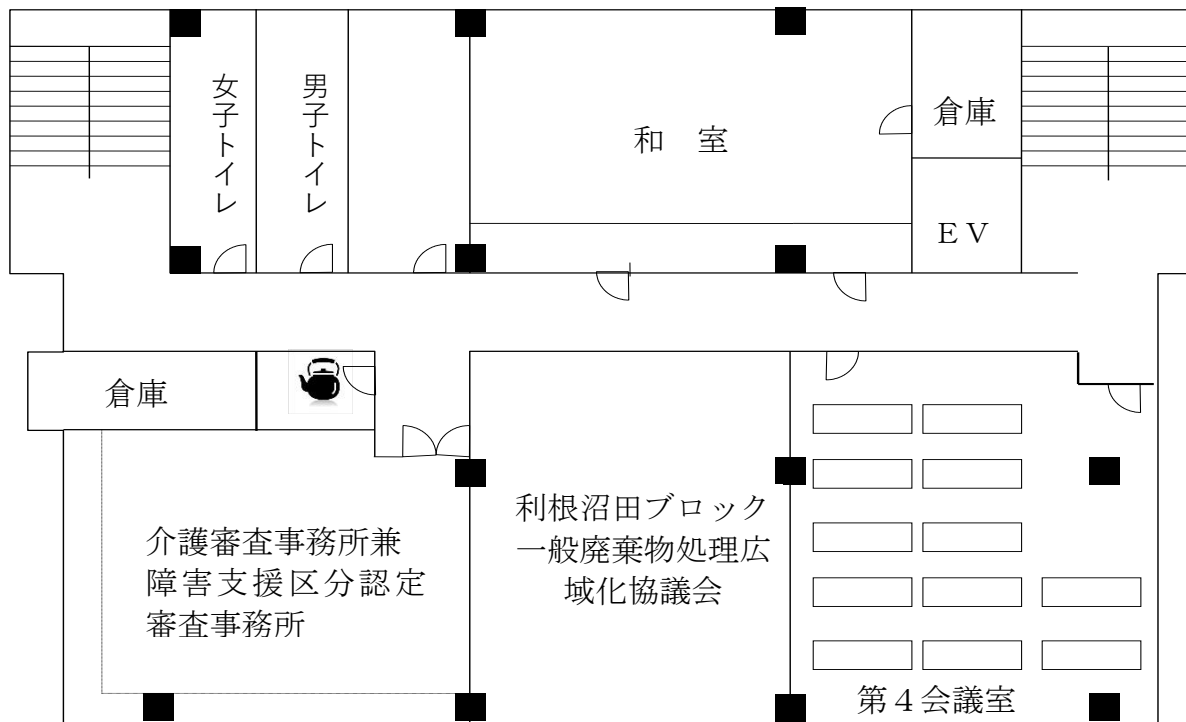 女子トイレ
男子トイレ
和　室
倉庫
ＥＶ
倉庫
介護審査事務所兼
障害支援区分認定
審査事務所
利根沼田ブロック
一般廃棄物処理広
域化協議会
第４会議室